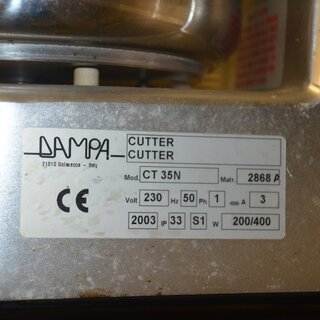 DAMPA
21010 Golasecca - Italy
CUTTER
CUTTER
Mod. CT 35N Matr. 2868 A
CE
Volt 230 Hz 50 Ph 1 A 3
2003 IP 33 S1 W 200/400